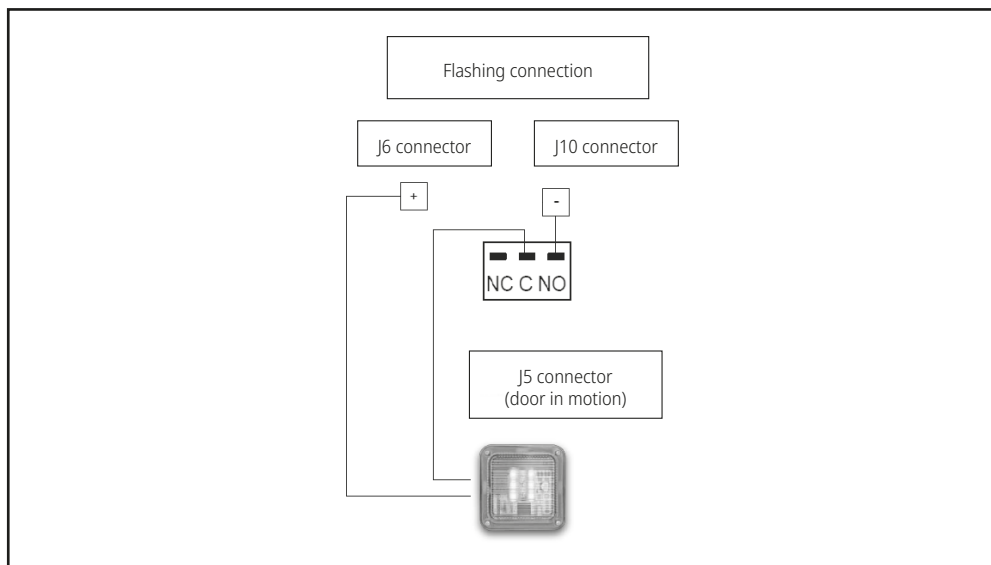 Flashing connection
J6 connector
J10 connector
+
-
NC C NO
J5 connector
(door in motion)